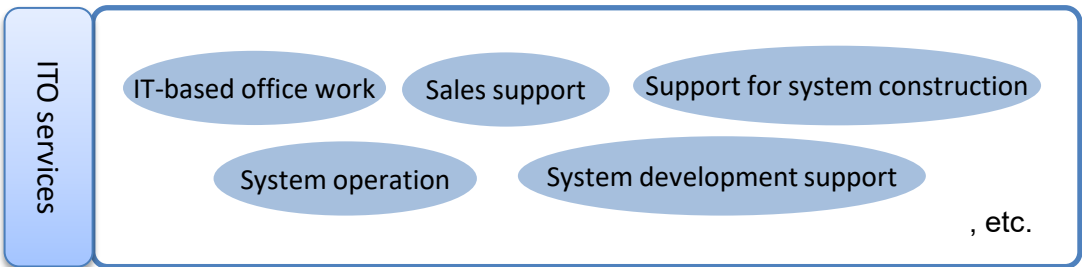 ITO services
IT-based office work
Sales support
Support for system construction
System operation
System development support
, etc.